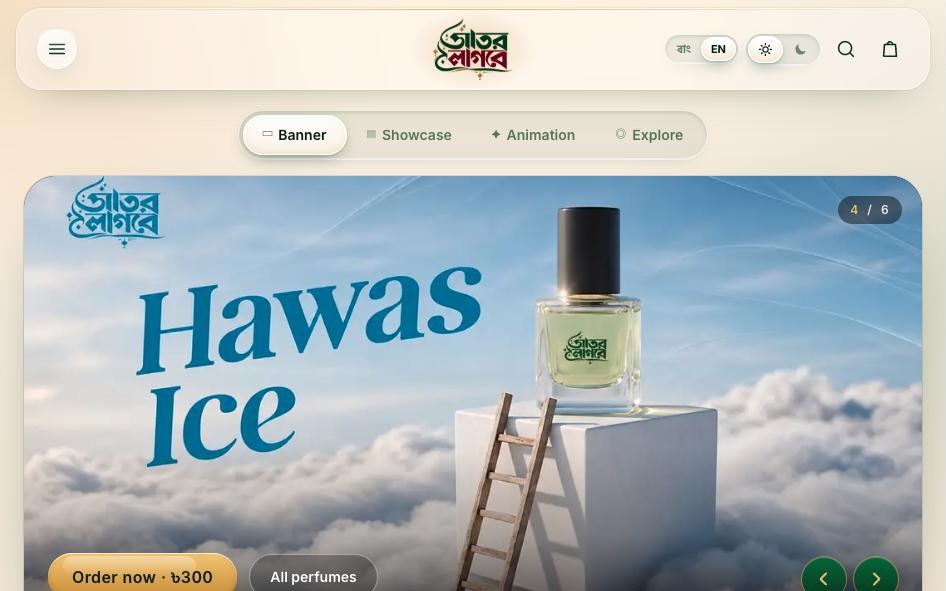 আতর
লাগবে
বাং EN
Banner Showcase Animation Explore
আতর
লাগবে
4 / 6
Hawas
Ice
আতর
লাগবে
Order now · ৳300 All perfumes